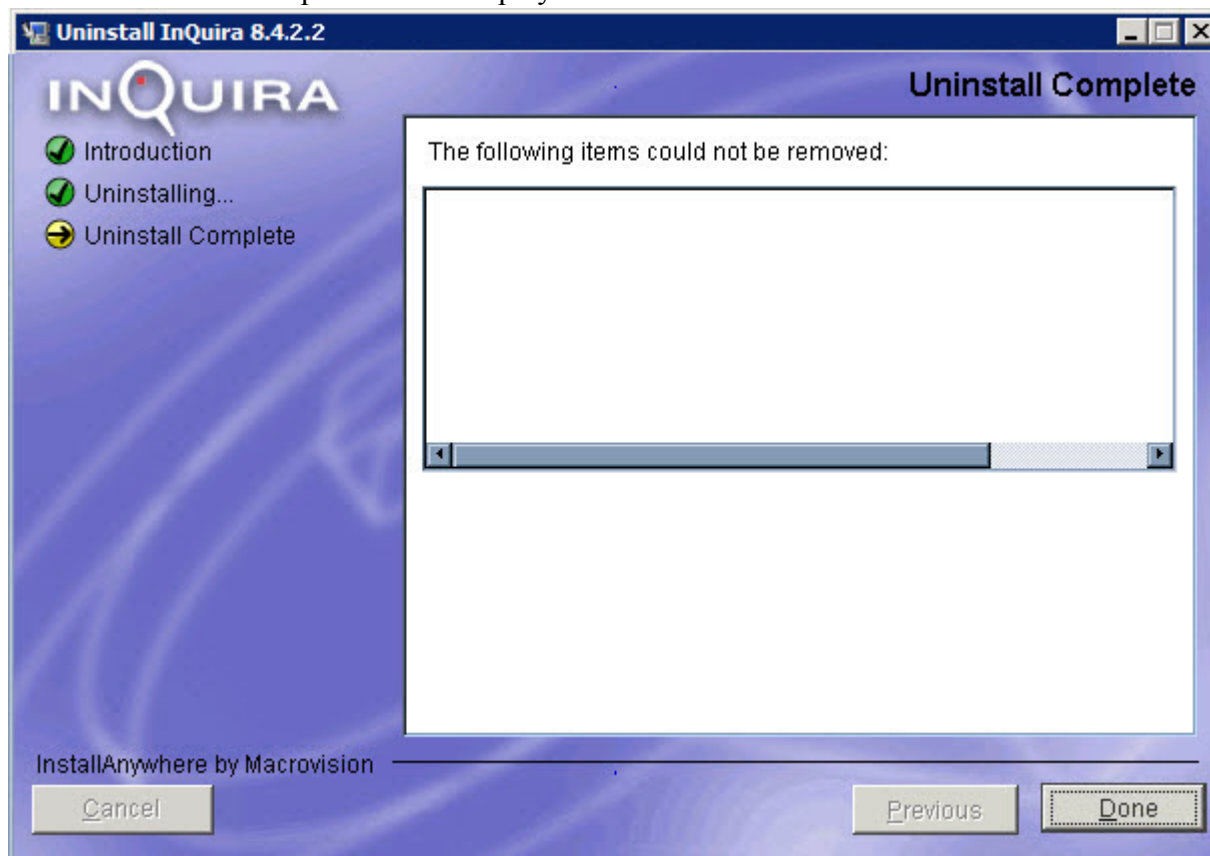 Uninstall InQuira 8.4.2.2
INQUIRA
Uninstall Complete
Introduction
Uninstalling...
Uninstall Complete
The following items could not be removed:
InstallAnywhere by Macrovision
Cancel
Previous
Done